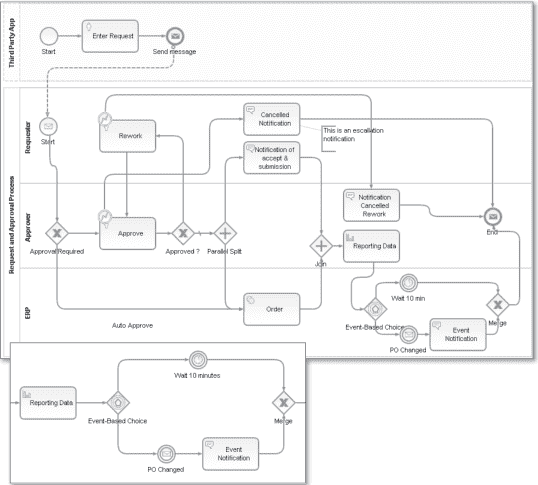 Third Party App
Start
Enter Request
Send message
Request and Approval Process
Requester
Start
Rework
Cancelled
Notification
This is an escalation
notification
Notification of
accept &
submission
Approver
Approval Required
Approve
Approved ?
Parallel Split
Join
Notification
Cancelled
Rework
Reporting Data
End
ERP
Auto Approve
Order
Wait 10 min
Event-Based Choice
PO Changed
Event
Notification
Merge
Reporting Data
Event-Based Choice
Wait 10 minutes
PO Changed
Event
Notification
Merge